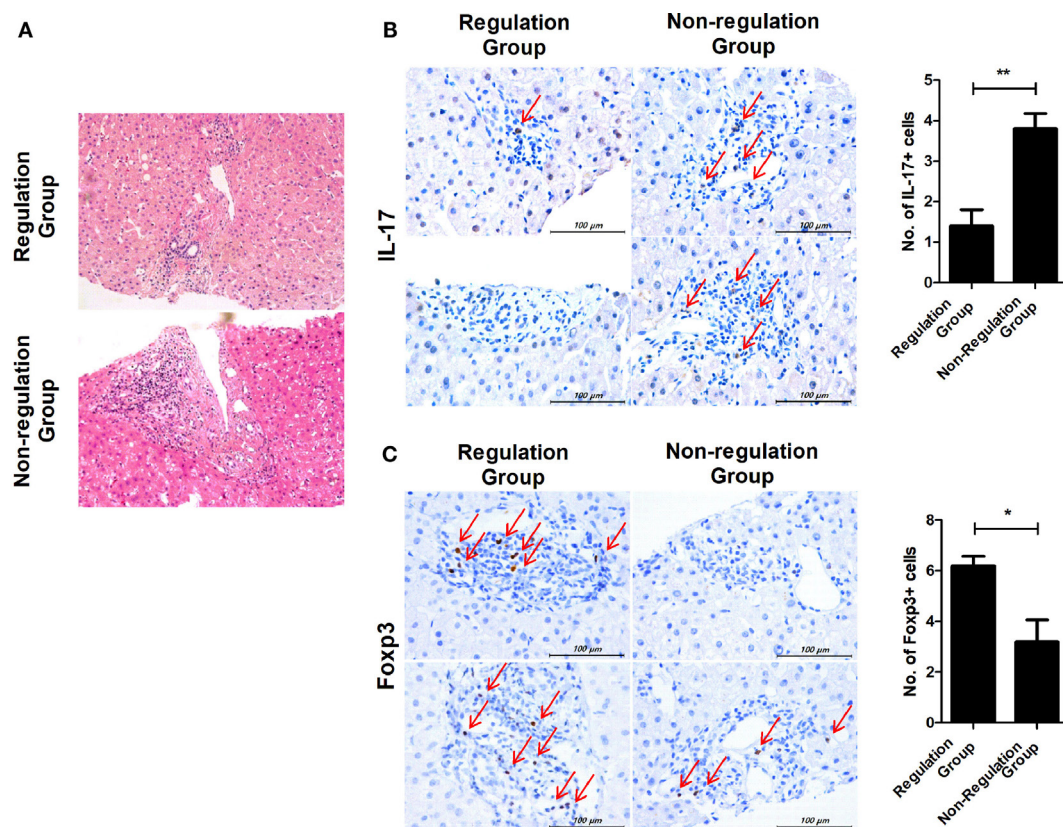 A
Regulation
Group
Non-regulation
Group
B
Regulation
Group
Non-regulation
Group
IL-17
100 µm
100 µm
100 µm
100 µm
No. of IL-17+ cells
5
4
3
2
1
0
**
Regulation
Group
Non-Regulation
Group
C
Regulation
Group
Non-regulation
Group
Foxp3
100 µm
100 µm
100 µm
100 µm
No. of Foxp3+ cells
8
6
4
2
0
*
Regulation
Group
Non-Regulation
Group